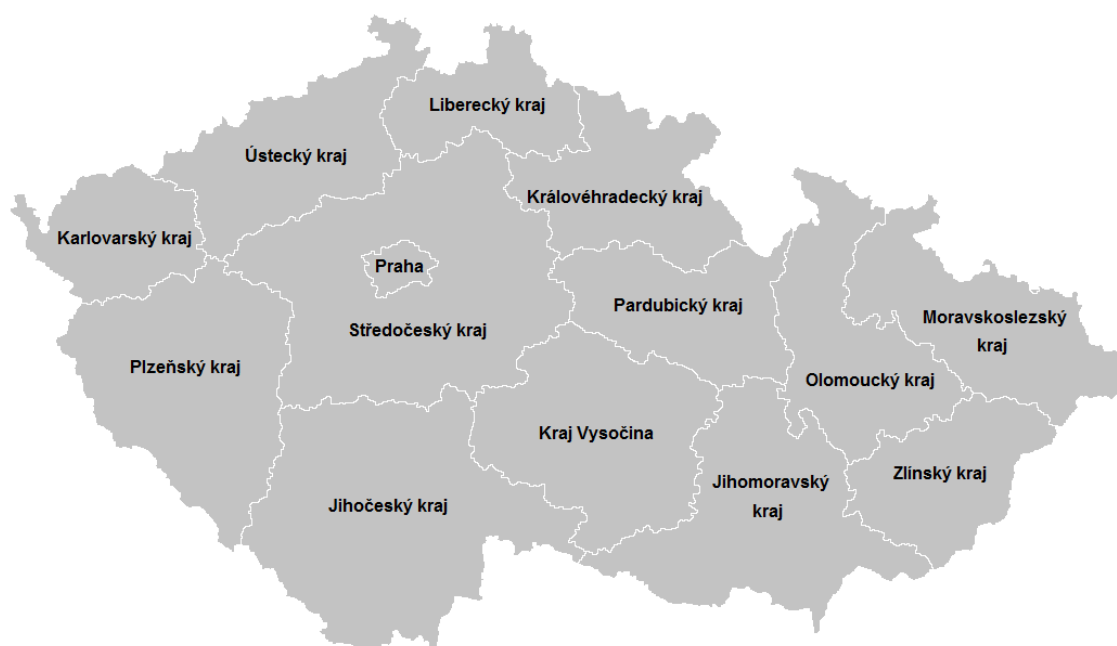 Liberecký kraj
Ústecký kraj
Královéhradecký kraj
Karlovarský kraj
Praha
Pardubický kraj
Středočeský kraj
Moravskoslezský
kraj
Plzeňský kraj
Olomoucký kraj
Kraj Vysočina
Zlínský kraj
Jihomoravský
kraj
Jihočeský kraj